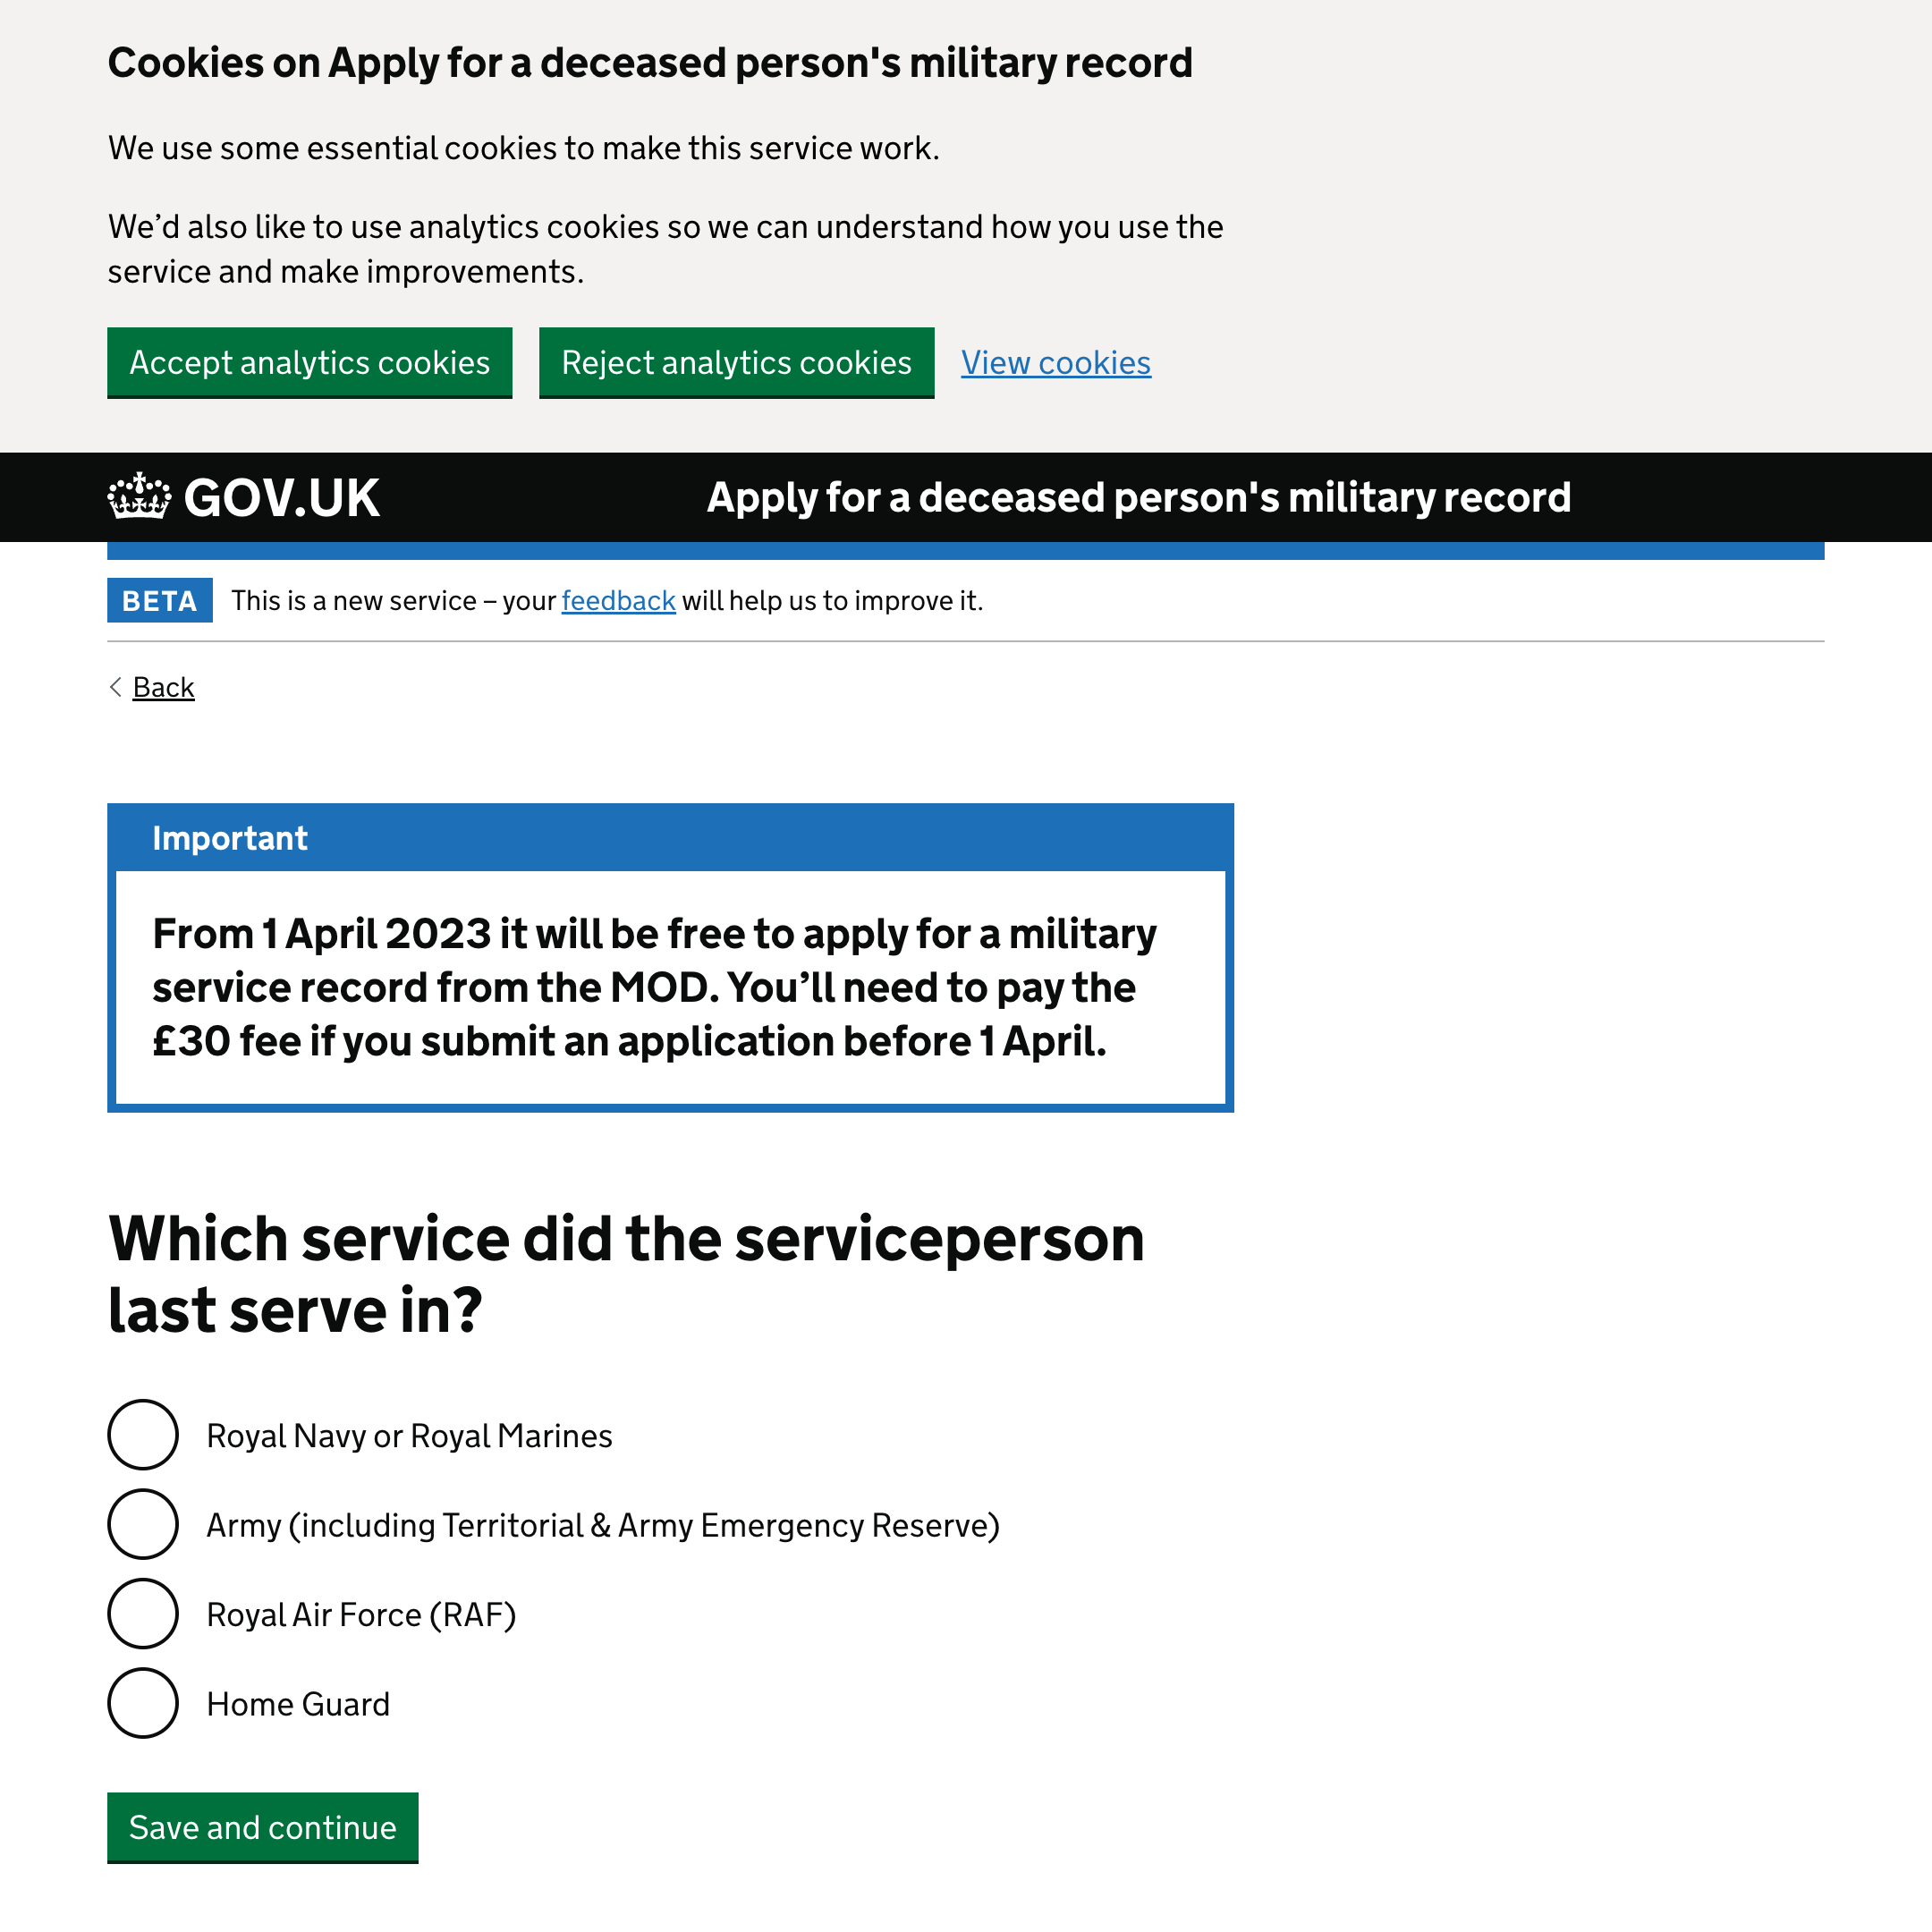 Cookies on Apply for a deceased person's military record
We use some essential cookies to make this service work.
We’d also like to use analytics cookies so we can understand how you use the
service and make improvements.
Accept analytics cookies
Reject analytics cookies
View cookies
GOV.UK
Apply for a deceased person's military record
BETA
This is a new service – your feedback will help us to improve it.
Back
Important
From 1 April 2023 it will be free to apply for a military
service record from the MOD. You’ll need to pay the
£30 fee if you submit an application before 1 April.
Which service did the serviceperson
last serve in?
Royal Navy or Royal Marines
Army (including Territorial & Army Emergency Reserve)
Royal Air Force (RAF)
Home Guard
Save and continue